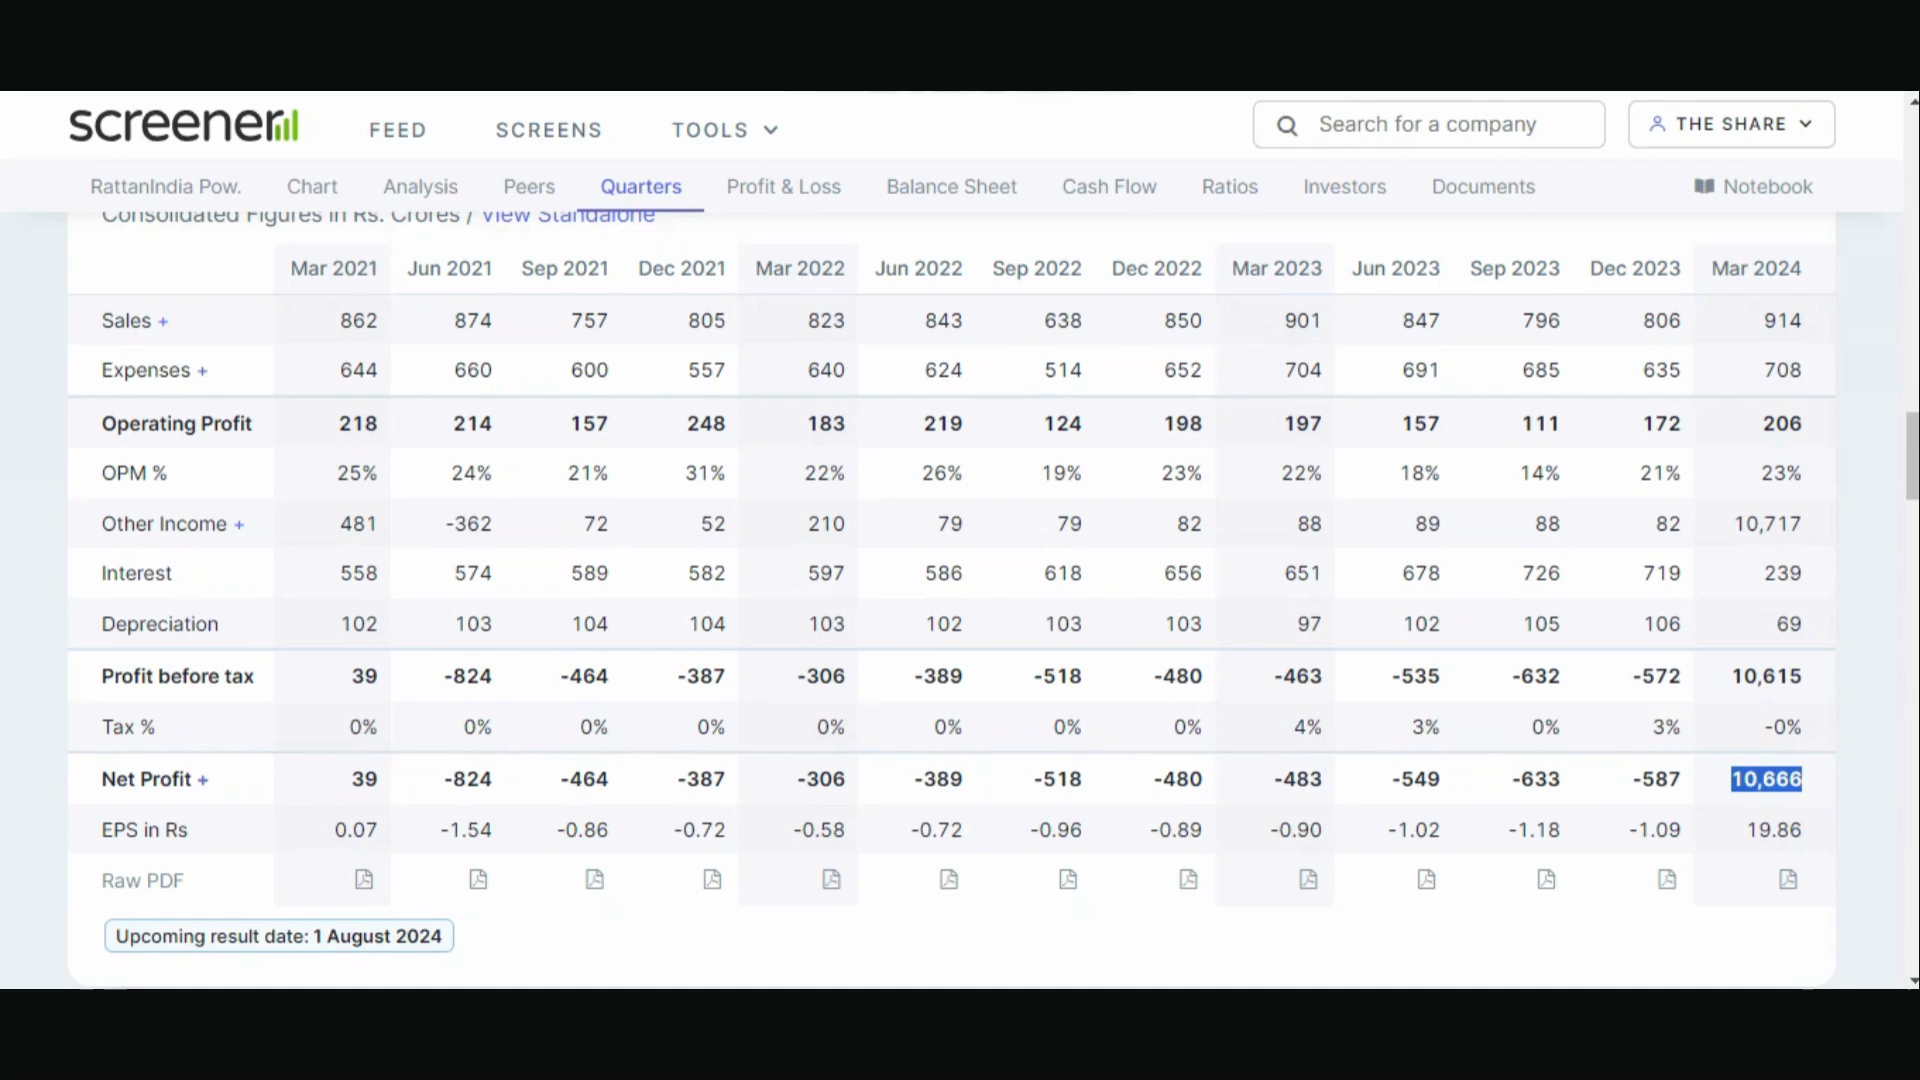 screener
FEED SCREENS TOOLS
Search for a company
THE SHARE
RattanIndia Pow. Chart Analysis Peers Quarters Profit & Loss Balance Sheet Cash Flow Ratios Investors Documents Notebook
Consolidated Figures in Rs. Crores / View Standalone
Mar 2021 Jun 2021 Sep 2021 Dec 2021 Mar 2022 Jun 2022 Sep 2022 Dec 2022 Mar 2023 Jun 2023 Sep 2023 Dec 2023 Mar 2024
Sales + 862 874 757 805 823 843 638 850 901 847 796 806 914
Expenses + 644 660 600 557 640 624 514 652 704 691 685 635 708
Operating Profit 218 214 157 248 183 219 124 198 197 157 111 172 206
OPM % 25% 24% 21% 31% 22% 26% 19% 23% 22% 18% 14% 21% 23%
Other Income + 481 -362 72 52 210 79 79 82 88 89 88 82 10,717
Interest 558 574 589 582 597 586 618 656 651 678 726 719 239
Depreciation 102 103 104 104 103 102 103 103 97 102 105 106 69
Profit before tax 39 -824 -464 -387 -306 -389 -518 -480 -463 -535 -632 -572 10,615
Tax % 0% 0% 0% 0% 0% 0% 0% 0% 4% 3% 0% 3% -0%
Net Profit + 39 -824 -464 -387 -306 -389 -518 -480 -483 -549 -633 -587 10,666
EPS in Rs 0.07 -1.54 -0.86 -0.72 -0.58 -0.72 -0.96 -0.89 -0.90 -1.02 -1.18 -1.09 19.86
Raw PDF
Upcoming result date: 1 August 2024